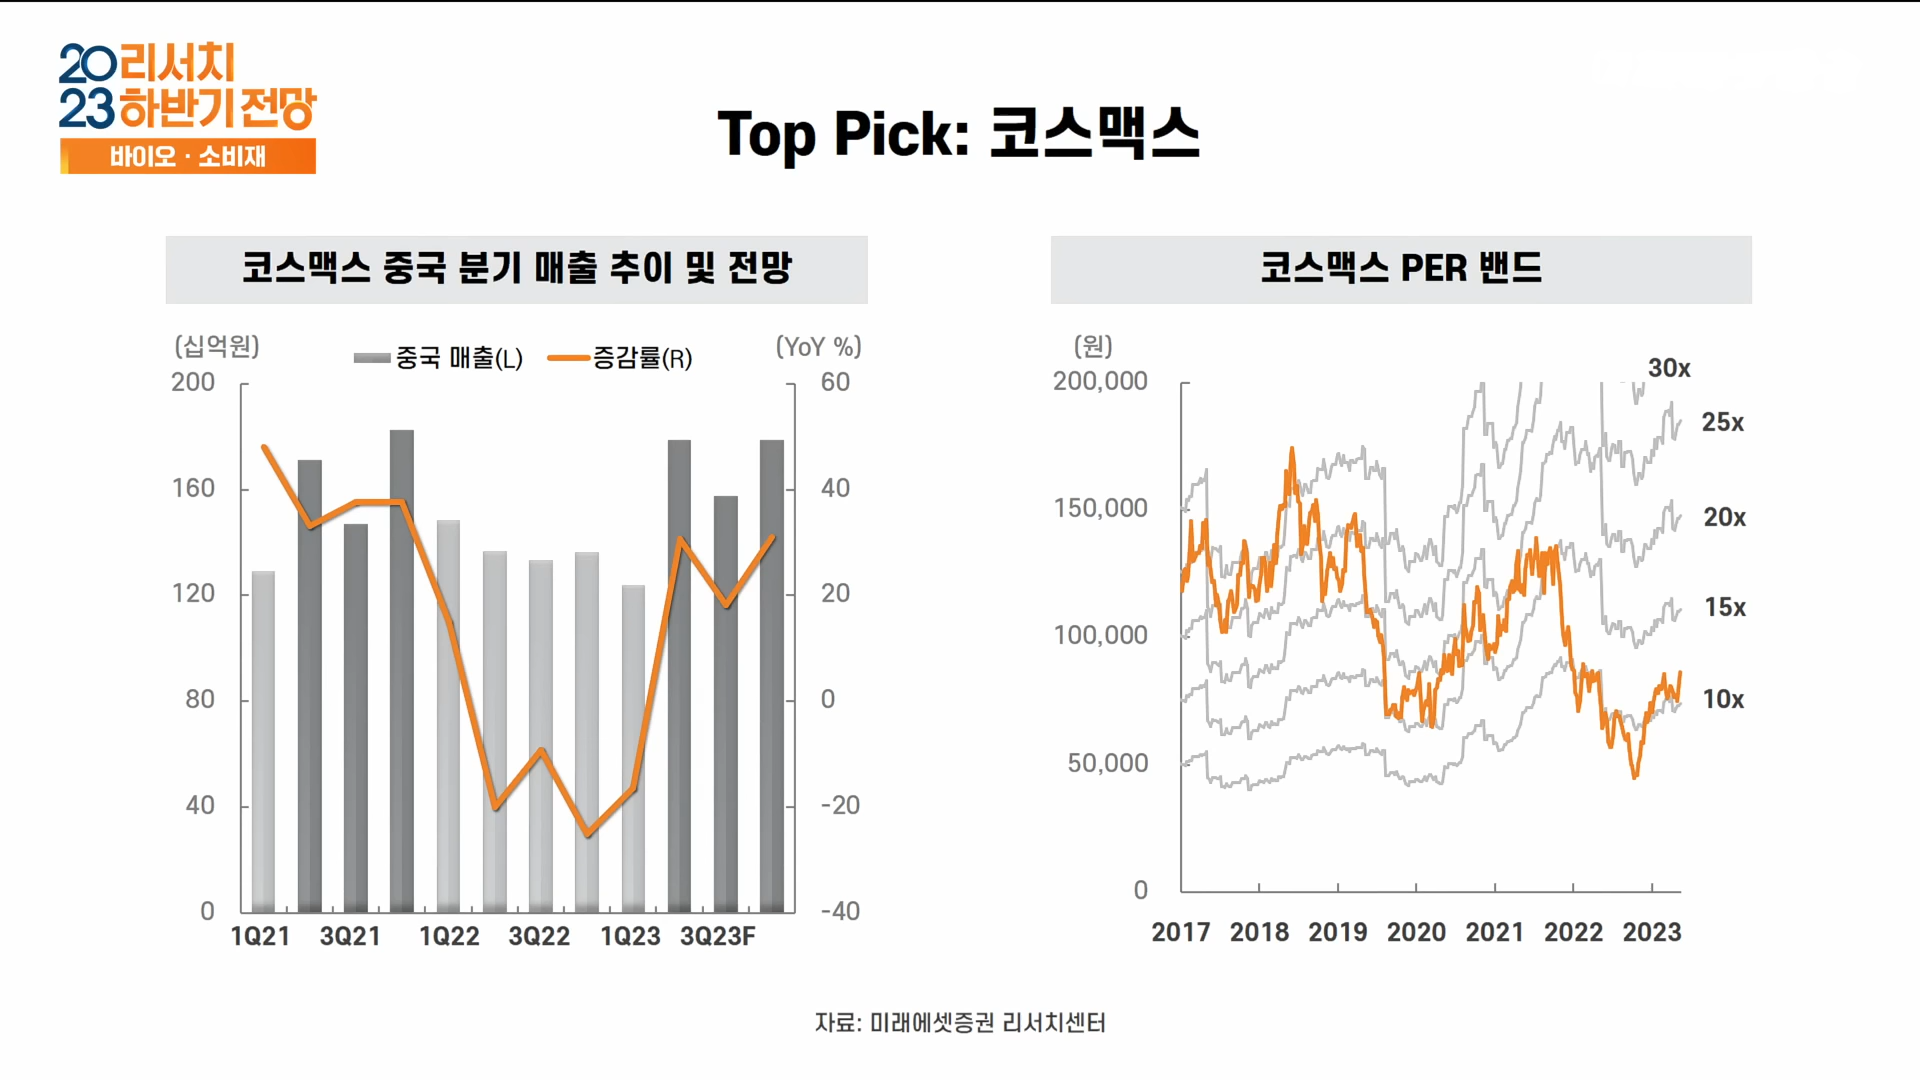 2023 리서치 하반기 전망
바이오 · 소비재
Top Pick: 코스맥스
코스맥스 중국 분기 매출 추이 및 전망
(십억원)
중국 매출(L)
증감률(R)
(YoY %)
200
160
120
80
40
0
60
40
20
0
-20
-40
1Q21 3Q21 1Q22 3Q22 1Q23 3Q23F
코스맥스 PER 밴드
(원)
200,000
150,000
100,000
50,000
0
30x
25x
20x
15x
10x
2017 2018 2019 2020 2021 2022 2023
자료: 미래에셋증권 리서치센터